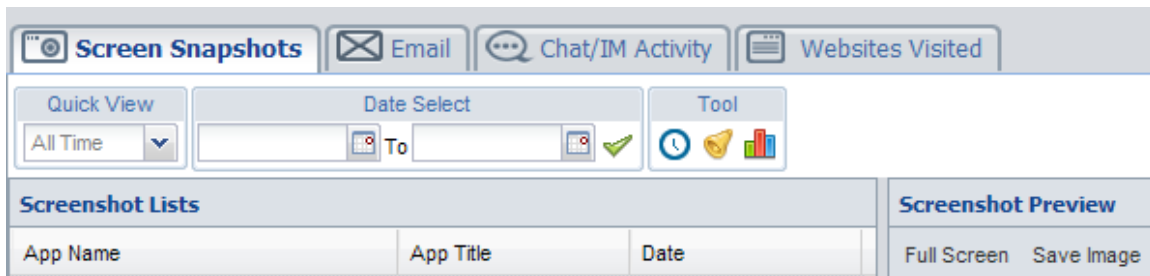 Screen Snapshots Email Chat/IM Activity Websites Visited
Quick View Date Select Tool
All Time To
Screenshot Lists Screenshot Preview
App Name App Title Date Full Screen Save Image